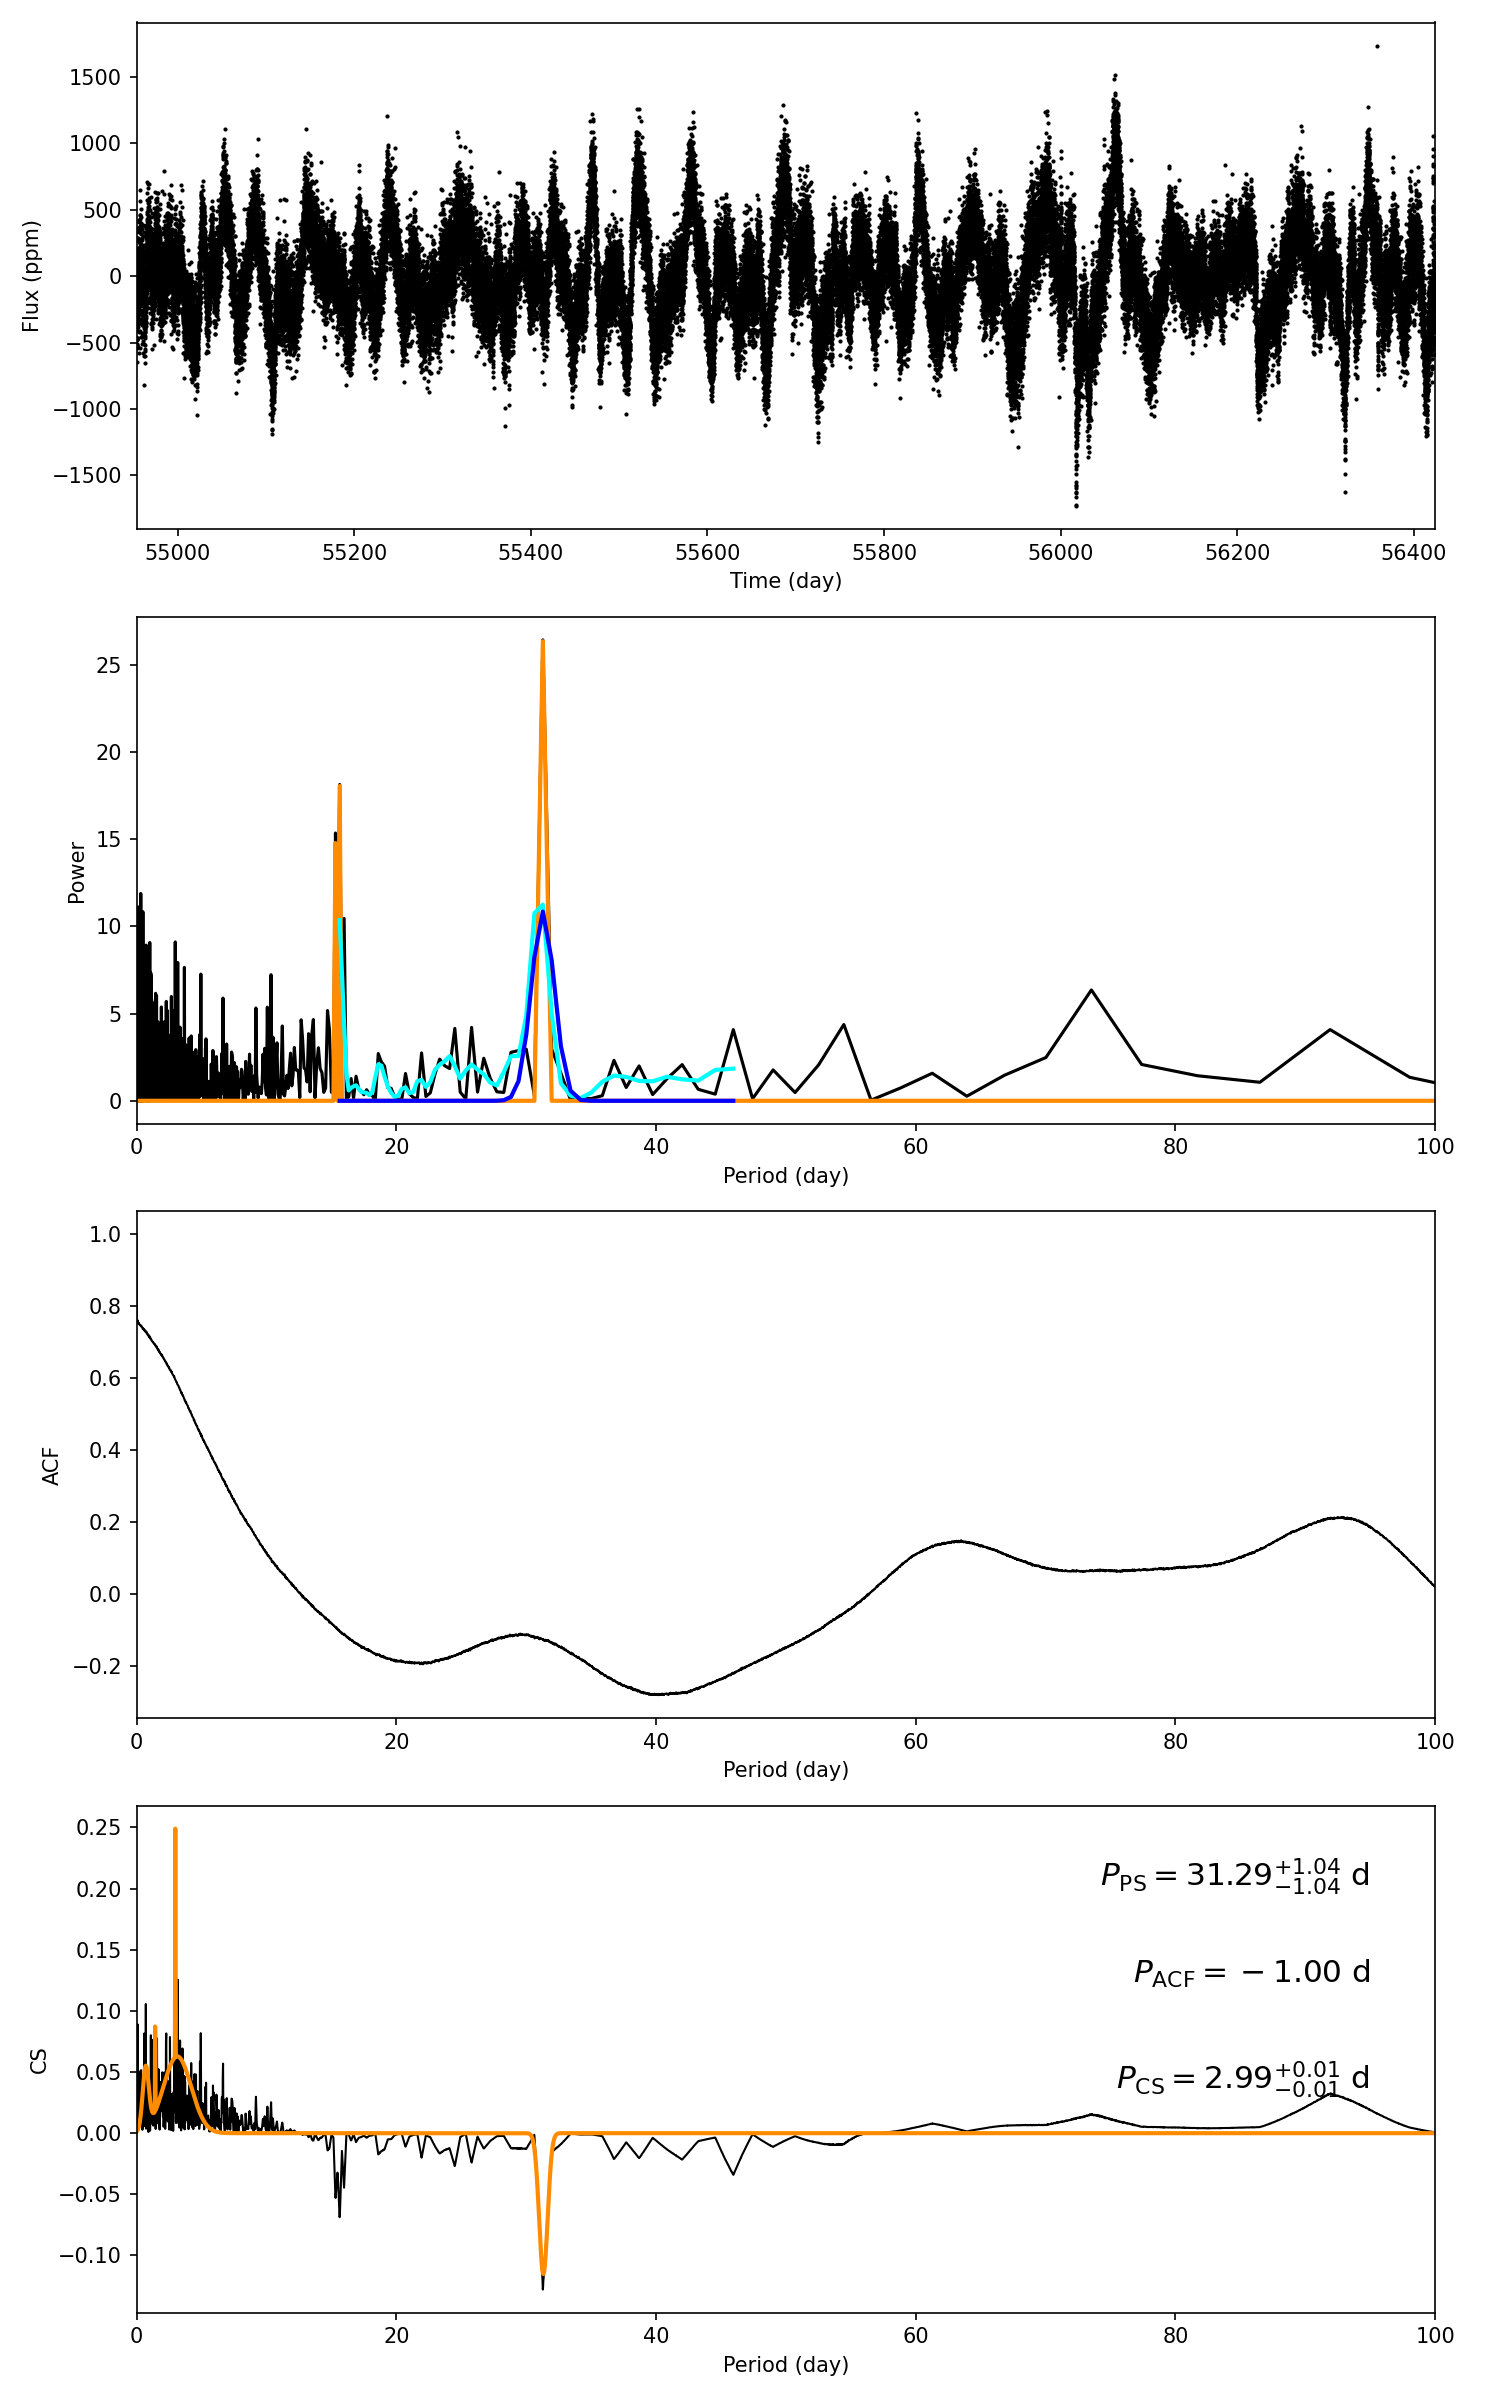 1500
1000
500
0
−500
−1000
−1500
Flux (ppm)
55000 55200 55400 55600 55800 56000 56200 56400
Time (day)
25
20
15
10
5
0
Power
0 20 40 60 80 100
Period (day)
1.0
0.8
0.6
0.4
0.2
0.0
−0.2
ACF
0 20 40 60 80 100
Period (day)
0.25
0.20
0.15
0.10
0.05
0.00
−0.05
−0.10
CS
P_PS = 31.29 +1.04 −1.04 d
P_ACF = −1.00 d
P_CS = 2.99 +0.01 −0.01 d
0 20 40 60 80 100
Period (day)